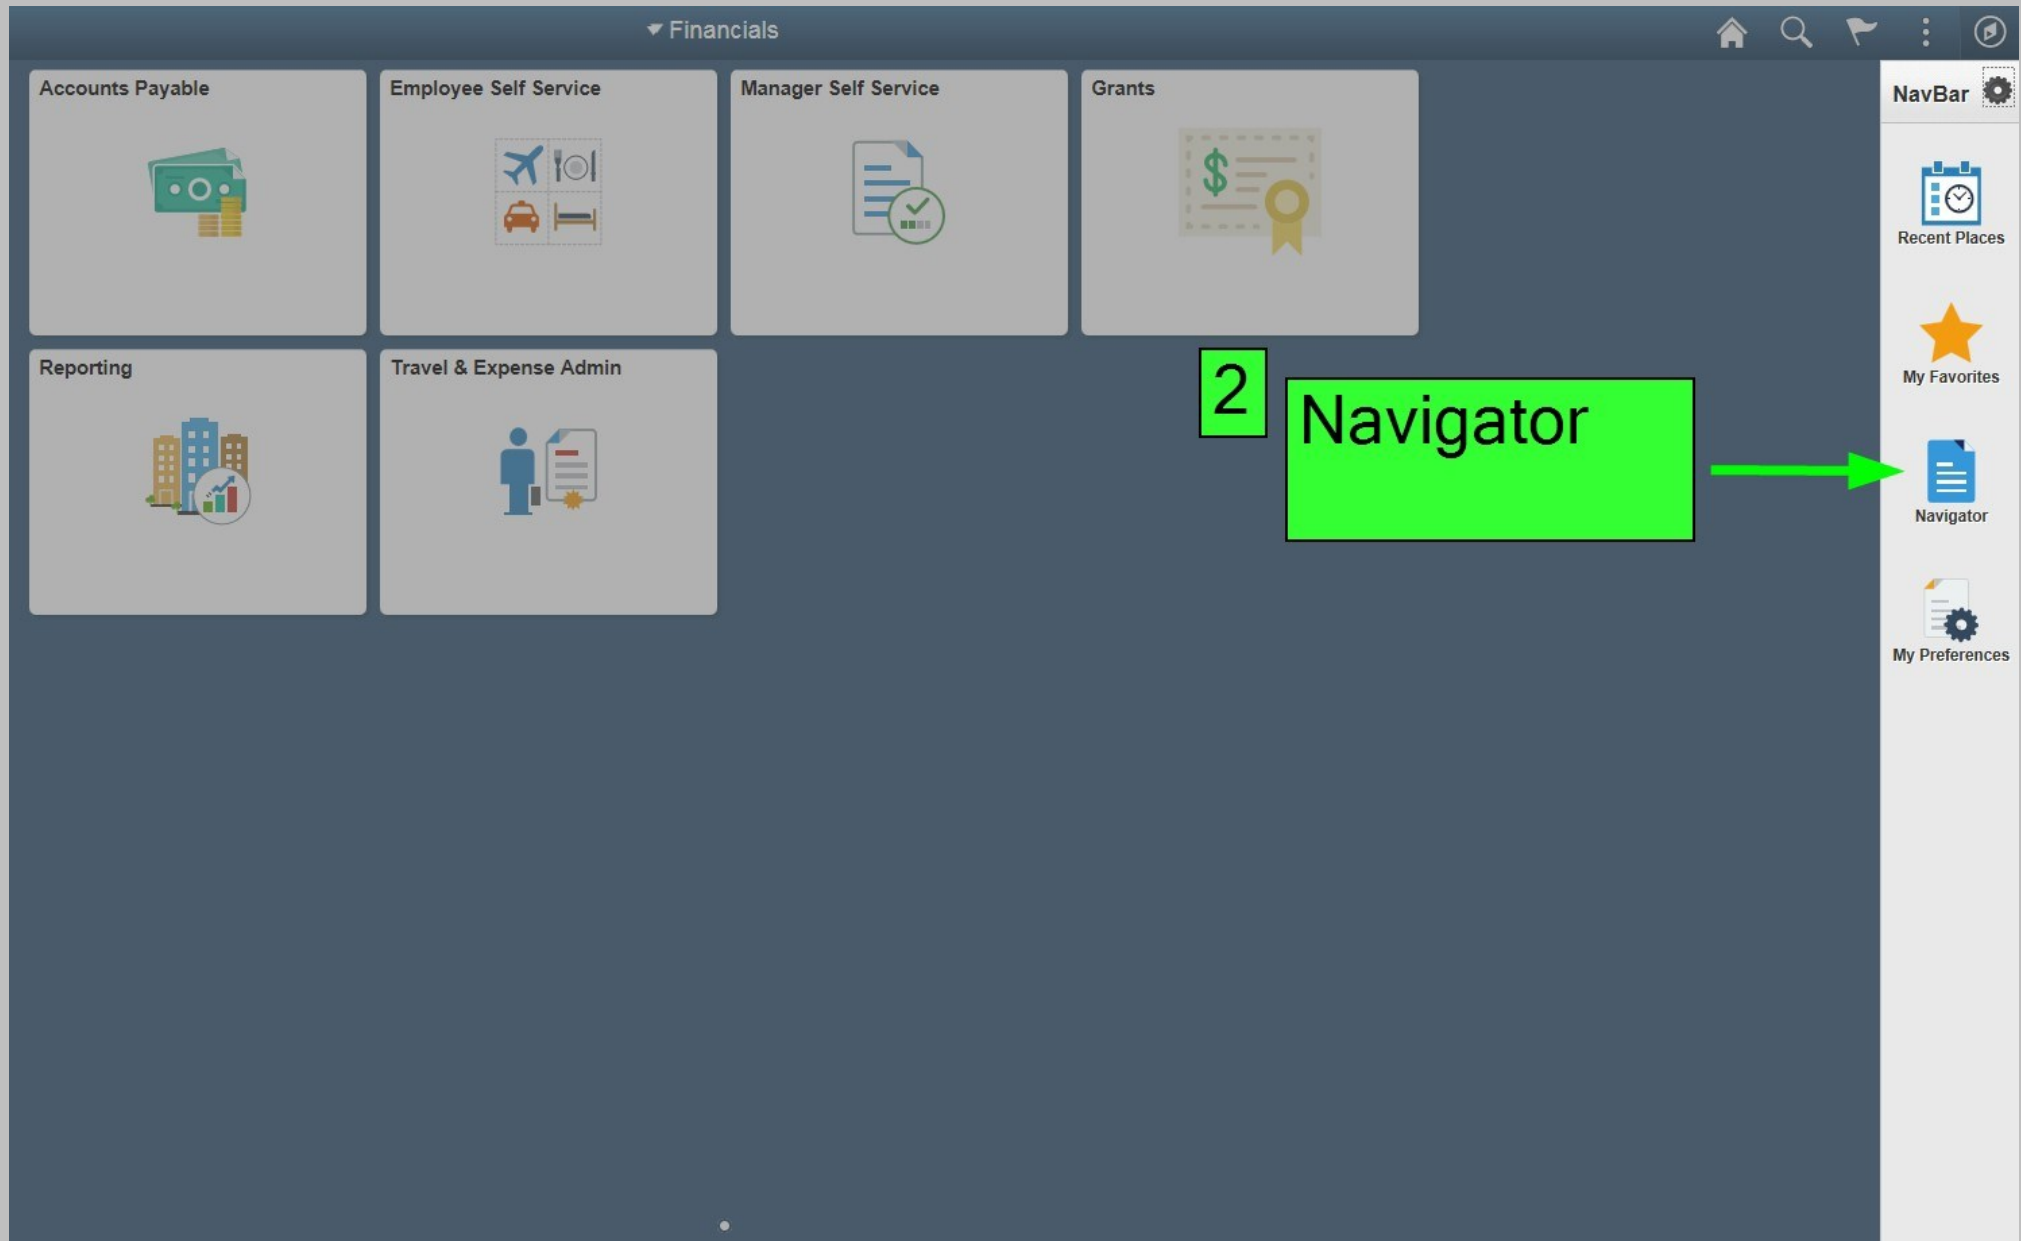 Financials
NavBar
Accounts Payable
Employee Self Service
Manager Self Service
Grants
$
Recent Places
My Favorites
Reporting
Travel & Expense Admin
2
Navigator
Navigator
My Preferences